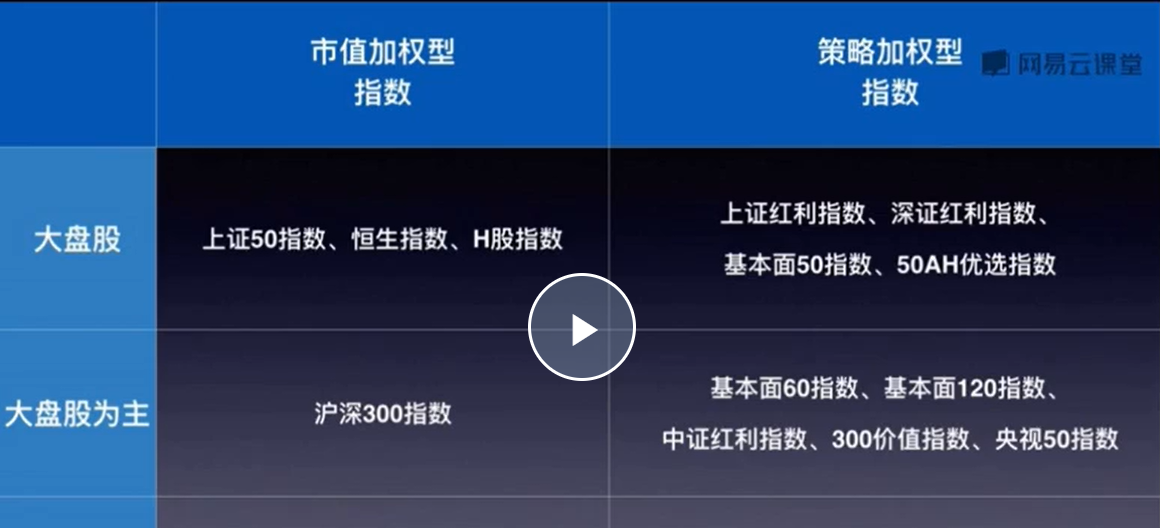 市值加权型
指数
策略加权型
指数
网易云课堂
大盘股
上证50指数、恒生指数、H股指数
上证红利指数、深证红利指数、
基本面50指数、50AH优选指数
大盘股为主
沪深300指数
基本面60指数、基本面120指数、
中证红利指数、300价值指数、央视50指数